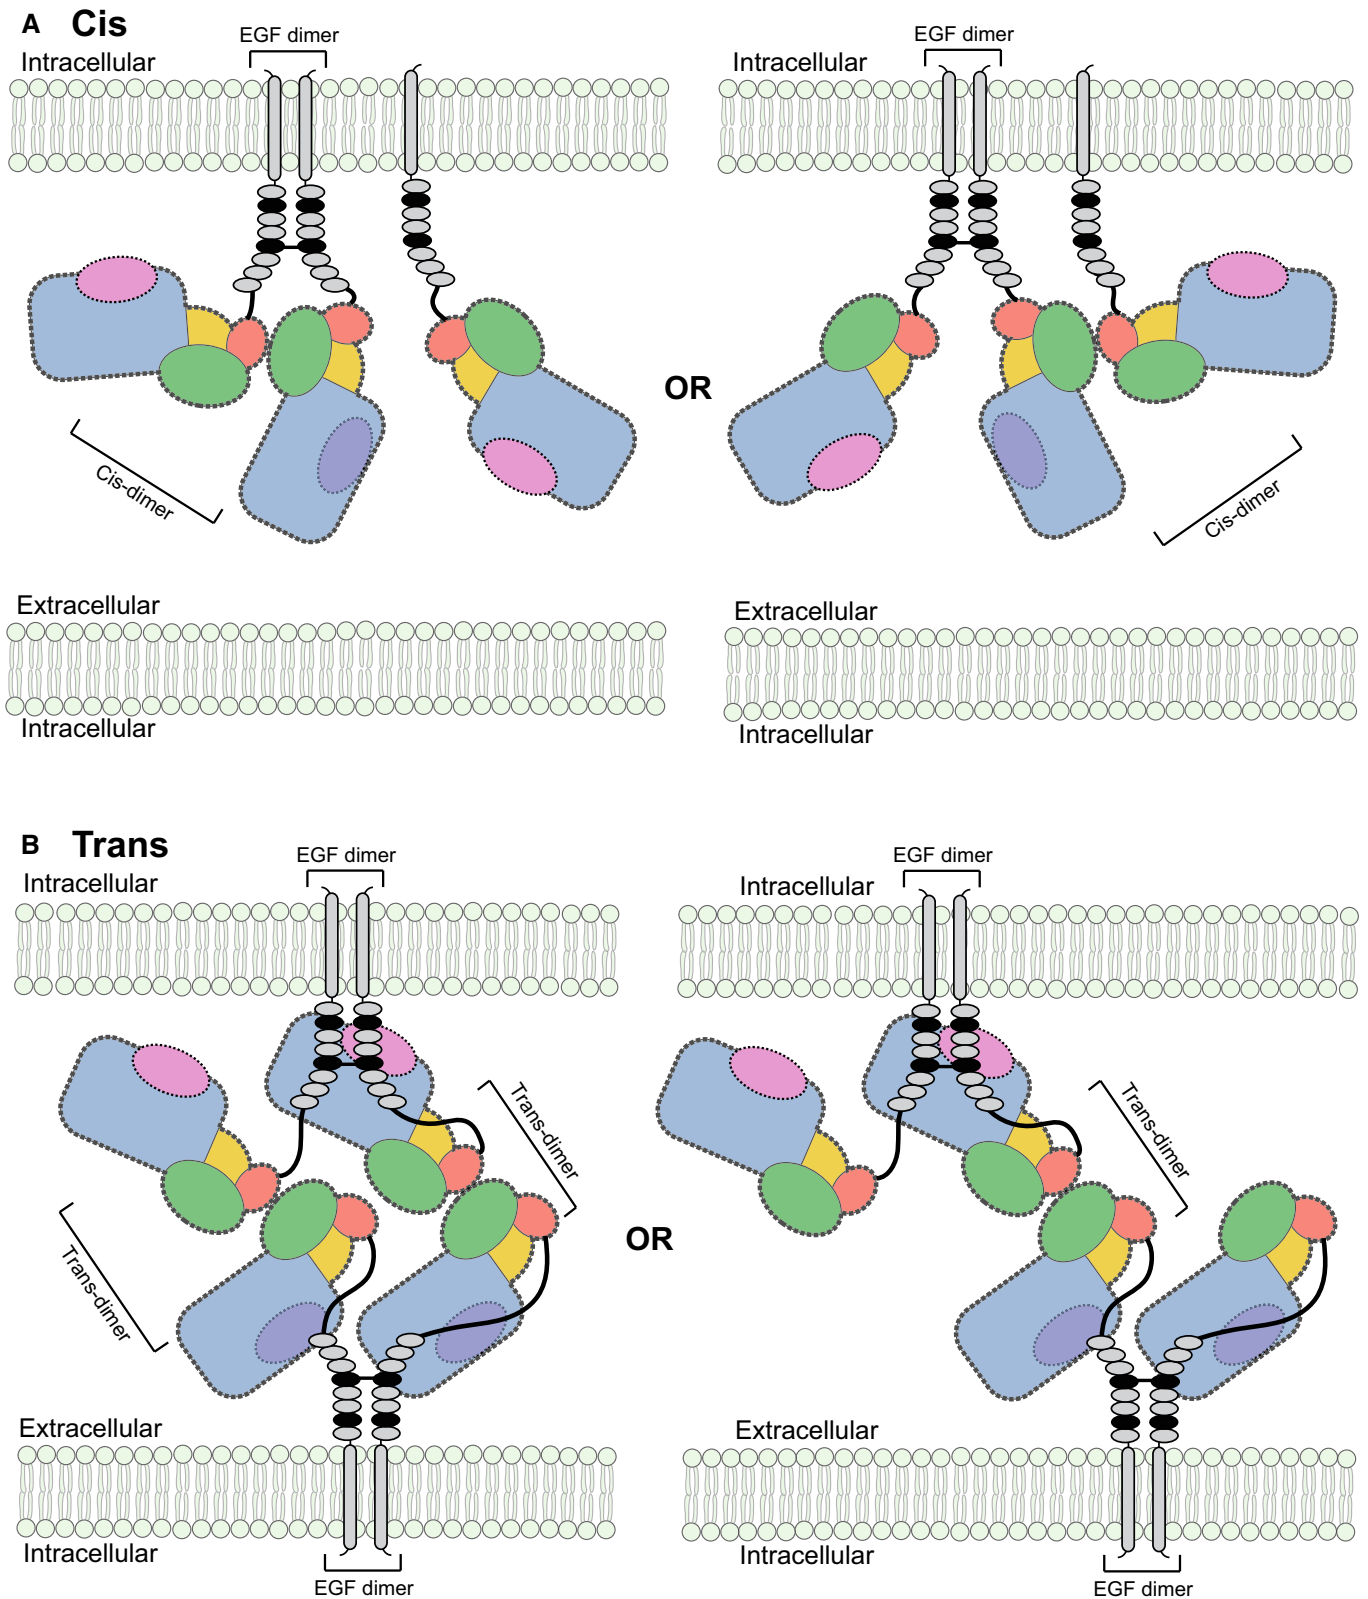 A Cis
EGF dimer
EGF dimer
Intracellular
Intracellular
OR
Cis-dimer
Cis-dimer
Extracellular
Extracellular
Intracellular
Intracellular
B Trans
EGF dimer
EGF dimer
Intracellular
Intracellular
Trans-dimer
Trans-dimer
Trans-dimer
OR
Extracellular
Extracellular
Intracellular
Intracellular
EGF dimer
EGF dimer